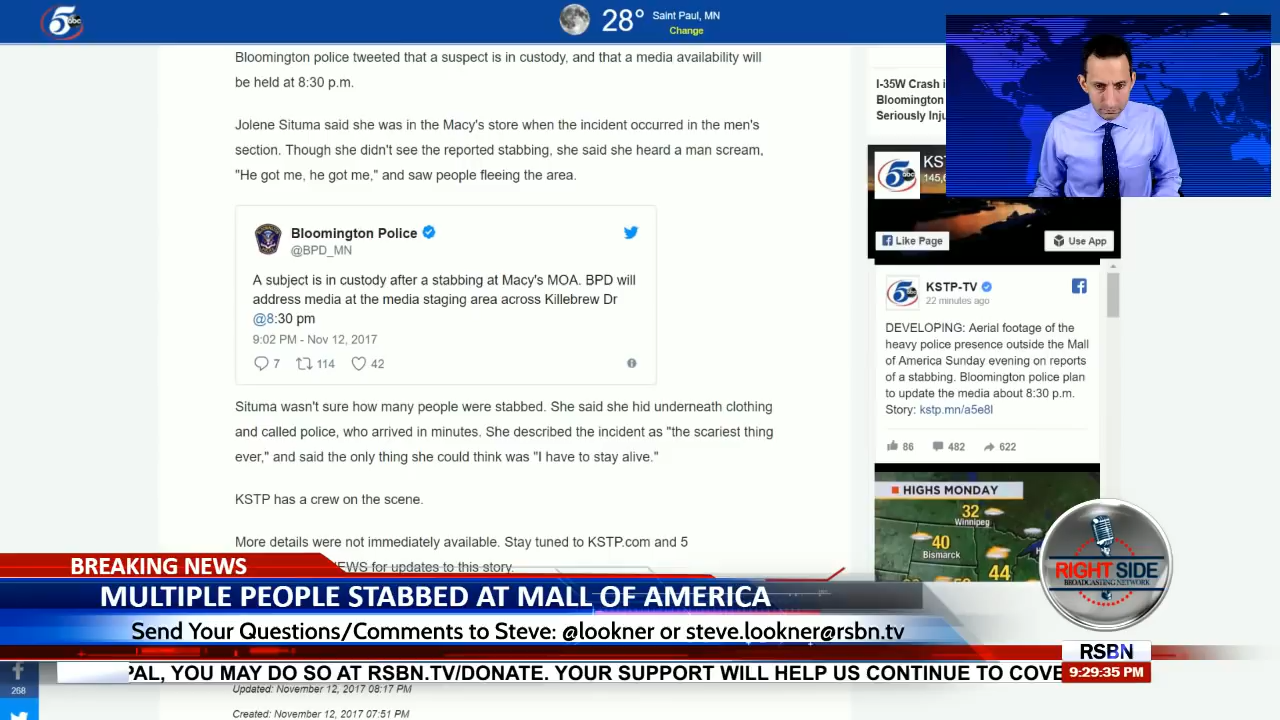 5 abc
28°
Saint Paul, MN
Change
Bloomington police tweeted that a suspect is in custody, and that a media availability will
be held at 8:30 p.m.
Jolene Situma said she was in the Macy's store when the incident occurred in the men's
section. Though she didn't see the reported stabbing, she said she heard a man scream,
"He got me, he got me," and saw people fleeing the area.
Bloomington Police
@BPD_MN
A subject is in custody after a stabbing at Macy's MOA. BPD will
address media at the media staging area across Killebrew Dr
@8:30 pm
9:02 PM - Nov 12, 2017
7 114 42
Situma wasn't sure how many people were stabbed. She said she hid underneath clothing
and called police, who arrived in minutes. She described the incident as "the scariest thing
ever," and said the only thing she could think was "I have to stay alive."
KSTP has a crew on the scene.
More details were not immediately available. Stay tuned to KSTP.com and 5
NEWS for updates to this story.
I-35W Crash
Bloomington
Seriously Inju
KS
145,6
Like Page
Use App
KSTP-TV
22 minutes ago
DEVELOPING: Aerial footage of the
heavy police presence outside the Mall
of America Sunday evening on reports
of a stabbing. Bloomington police plan
to update the media about 8:30 p.m.
Story: kstp.mn/a5e8l
86 482 622
HIGHS MONDAY
32
Winnipeg
40
Bismarck
44
RIGHT SIDE
BROADCASTING NETWORK
BREAKING NEWS
MULTIPLE PEOPLE STABBED AT MALL OF AMERICA
Send Your Questions/Comments to Steve: @lookner or steve.lookner@rsbn.tv
RSBN
9:29:35 PM
PAL, YOU MAY DO SO AT RSBN.TV/DONATE. YOUR SUPPORT WILL HELP US CONTINUE TO COVE
268
Updated: November 12, 2017 08:17 PM
Created: November 12, 2017 07:51 PM